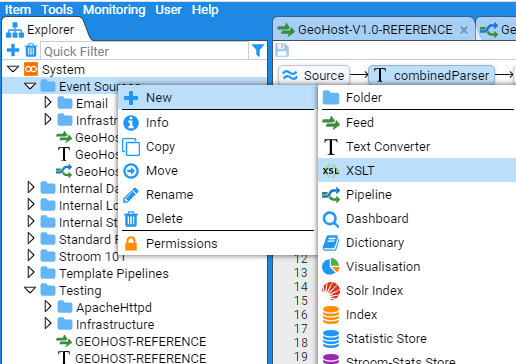 Item Tools Monitoring User Help
Explorer
Quick Filter
System
Event Sources
Email
Infrastr
GeoHos
GeoHos
GeoHos
Internal Da
Internal Lo
Internal St
Standard P
Stroom 101
Template Pipelines
Testing
ApacheHttpd
Infrastructure
GEOHOST-REFERENCE
GEOHOST-REFERENCE
New
Info
Copy
Move
Rename
Delete
Permissions
GeoHost-V1.0-REFERENCE × Ge
Source
T combinedParser
Folder
Feed
Text Converter
XSL XSLT
Pipeline
Dashboard
Dictionary
Visualisation
Solr Index
Index
Statistic Store
Stroom-Stats Store
12
13
14
15
16
17
18
19